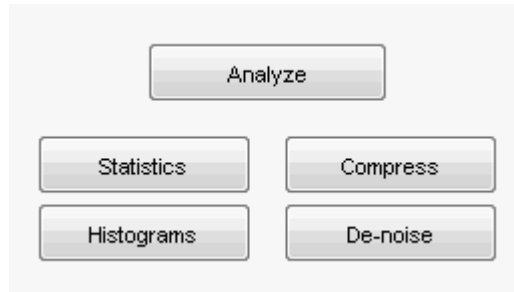 Analyze
Statistics
Compress
Histograms
De-noise